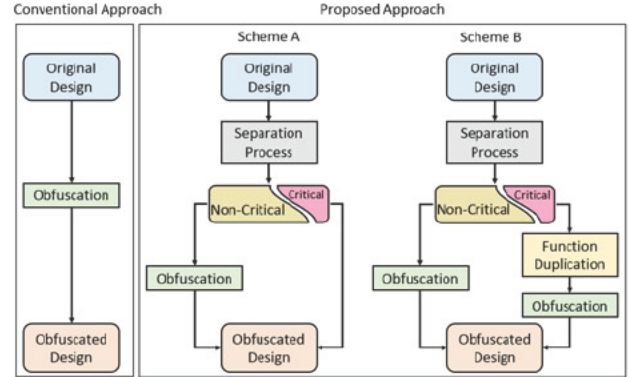 Conventional Approach
Proposed Approach
Original
Design
Obfuscation
Obfuscated
Design
Scheme A
Original
Design
Separation
Process
Non-Critical
Critical
Obfuscation
Obfuscated
Design
Scheme B
Original
Design
Separation
Process
Non-Critical
Critical
Function
Duplication
Obfuscation
Obfuscation
Obfuscated
Design